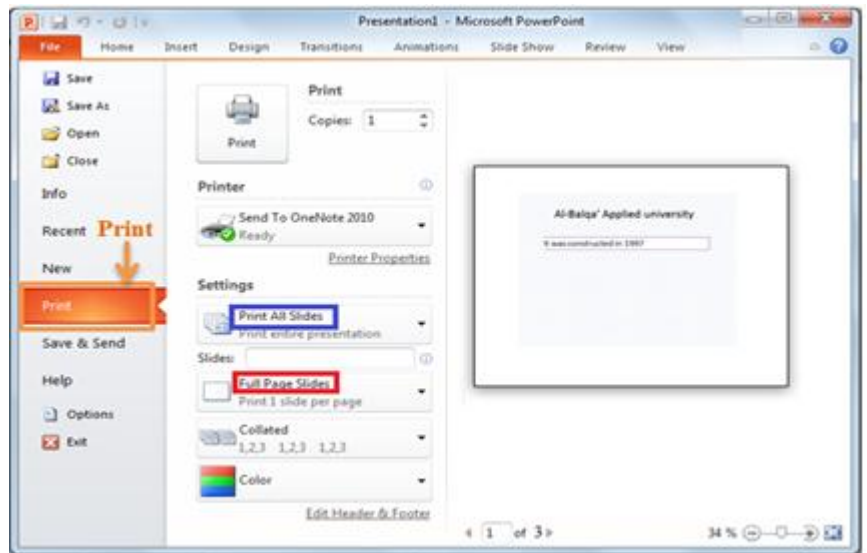 Presentation1 - Microsoft PowerPoint
File Home Insert Design Transitions Animations Slide Show Review View
Save
Save As
Open
Close
Info
Recent
Print
New
Print
Save & Send
Help
Options
Exit
Print
Print
Copies: 1
Printer
Send To OneNote 2010
Ready
Printer Properties
Settings
Print All Slides
Print entire presentation
Slides:
Full Page Slides
Print 1 slide per page
Collated
1,2,3 1,2,3 1,2,3
Color
Edit Header & Footer
Al-Balqa' Applied university
It was constructed in 1997
1 of 3
34 %